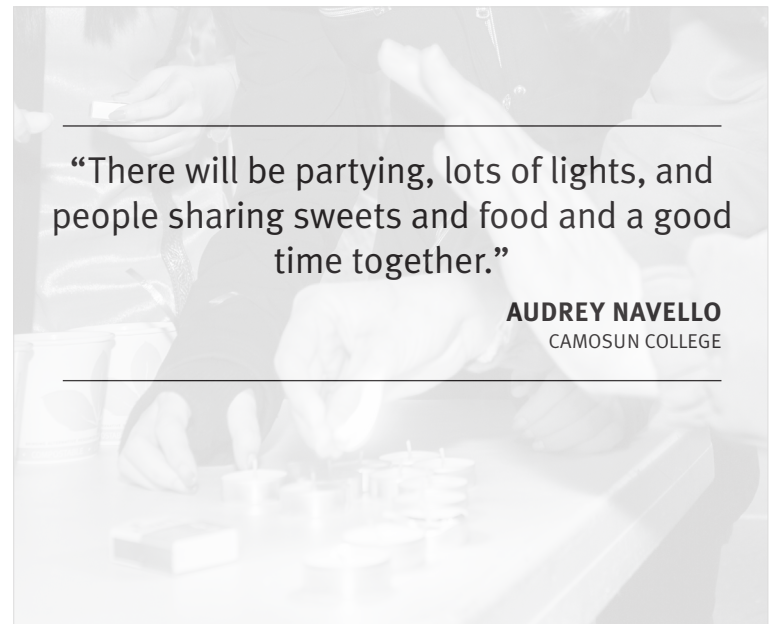 “There will be partying, lots of lights, and
people sharing sweets and food and a good
time together.”
AUDREY NAVELLO
CAMOSUN COLLEGE